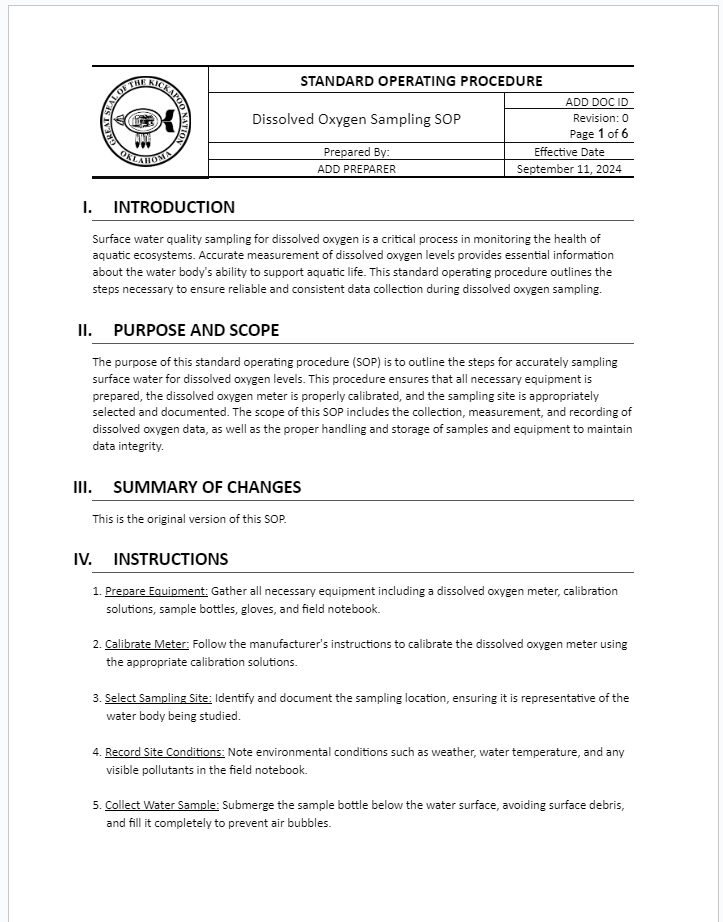 GREAT SEAL OF THE KICKAPOO NATION
OKLAHOMA
STANDARD OPERATING PROCEDURE
Dissolved Oxygen Sampling SOP
ADD DOC ID
Revision: 0
Page 1 of 6
Prepared By:
Effective Date
ADD PREPARER
September 11, 2024
I. INTRODUCTION
Surface water quality sampling for dissolved oxygen is a critical process in monitoring the health of
aquatic ecosystems. Accurate measurement of dissolved oxygen levels provides essential information
about the water body's ability to support aquatic life. This standard operating procedure outlines the
steps necessary to ensure reliable and consistent data collection during dissolved oxygen sampling.
II. PURPOSE AND SCOPE
The purpose of this standard operating procedure (SOP) is to outline the steps for accurately sampling
surface water for dissolved oxygen levels. This procedure ensures that all necessary equipment is
prepared, the dissolved oxygen meter is properly calibrated, and the sampling site is appropriately
selected and documented. The scope of this SOP includes the collection, measurement, and recording of
dissolved oxygen data, as well as the proper handling and storage of samples and equipment to maintain
data integrity.
III. SUMMARY OF CHANGES
This is the original version of this SOP.
IV. INSTRUCTIONS
1. Prepare Equipment: Gather all necessary equipment including a dissolved oxygen meter, calibration
solutions, sample bottles, gloves, and field notebook.
2. Calibrate Meter: Follow the manufacturer's instructions to calibrate the dissolved oxygen meter using
the appropriate calibration solutions.
3. Select Sampling Site: Identify and document the sampling location, ensuring it is representative of the
water body being studied.
4. Record Site Conditions: Note environmental conditions such as weather, water temperature, and any
visible pollutants in the field notebook.
5. Collect Water Sample: Submerge the sample bottle below the water surface, avoiding surface debris,
and fill it completely to prevent air bubbles.